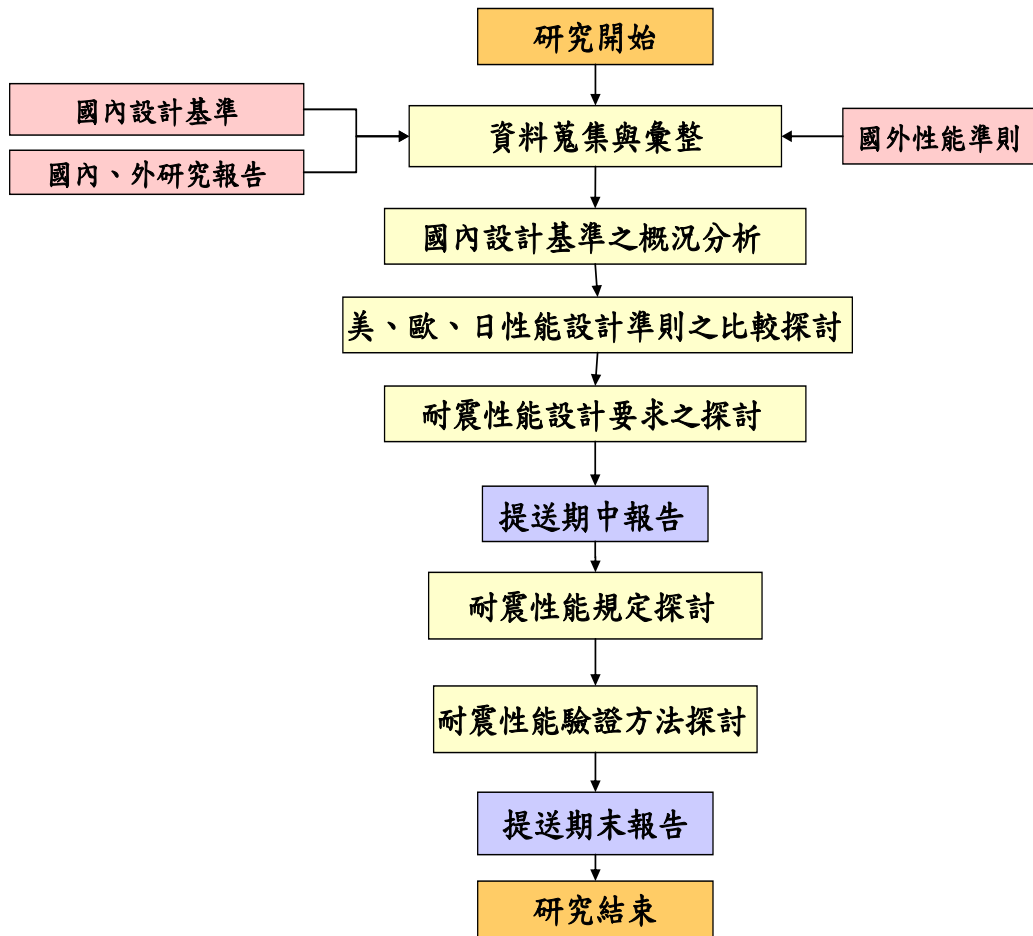 研究開始
國內設計基準
資料蒐集與彙整
國外性能準則
國內、外研究報告
國內設計基準之概況分析
美、歐、日性能設計準則之比較探討
耐震性能設計要求之探討
提送期中報告
耐震性能規定探討
耐震性能驗證方法探討
提送期末報告
研究結束